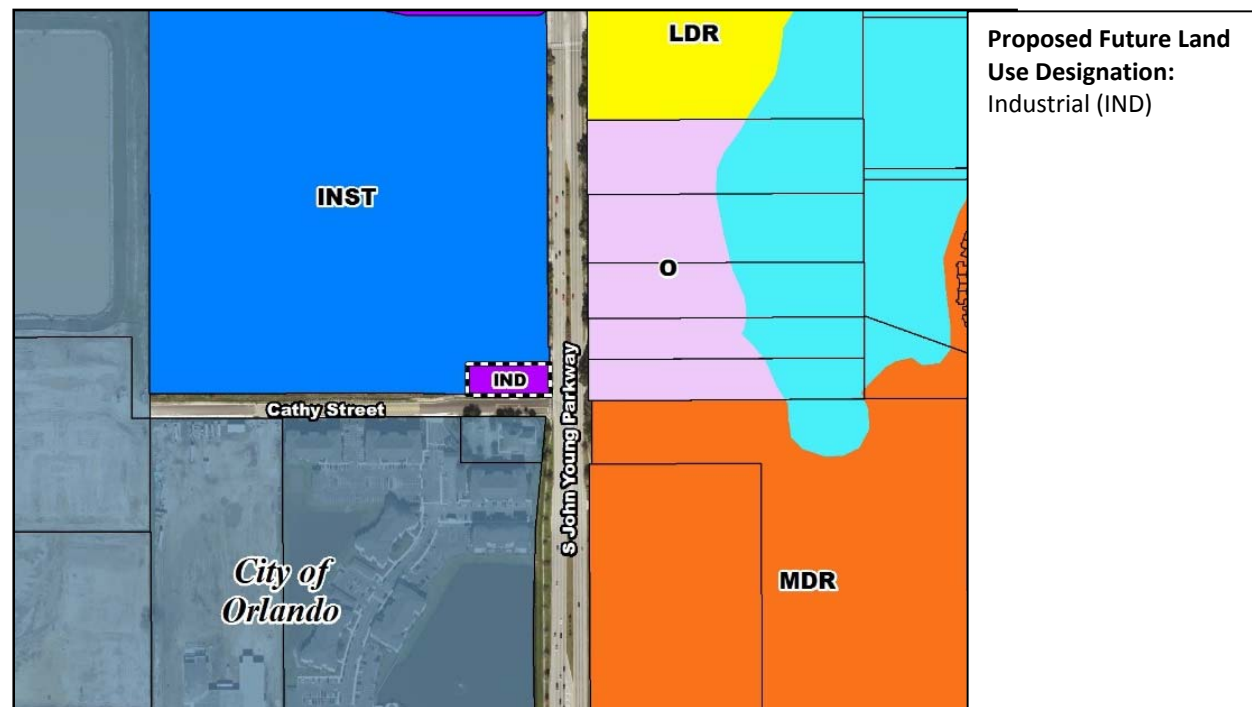 LDR
Proposed Future Land
Use Designation:
Industrial (IND)
INST
O
IND
Cathy Street
S John Young Parkway
City of
Orlando
MDR